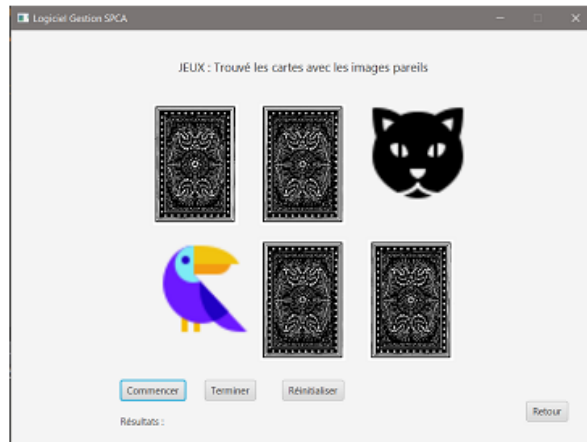 Logiciel Gestion SPCA
JEUX : Trouvé les cartes avec les images pareils
Commencer
Terminer
Réinitialiser
Retour
Résultats :